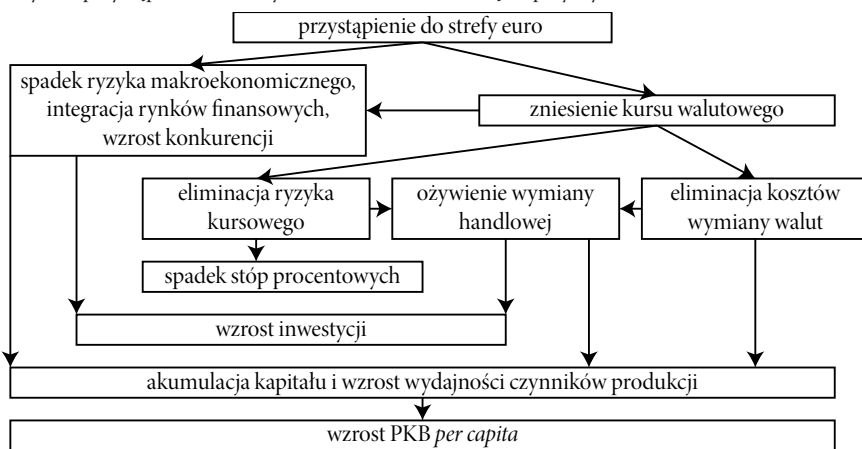 przystąpienie do strefy euro
spadek ryzyka makroekonomicznego,
integracja rynków finansowych,
wzrost konkurencji
zniesienie kursu walutowego
eliminacja ryzyka
kursowego
ożywienie wymiany
handlowej
eliminacja kosztów
wymiany walut
spadek stóp procentowych
wzrost inwestycji
akumulacja kapitału i wzrost wydajności czynników produkcji
wzrost PKB per capita